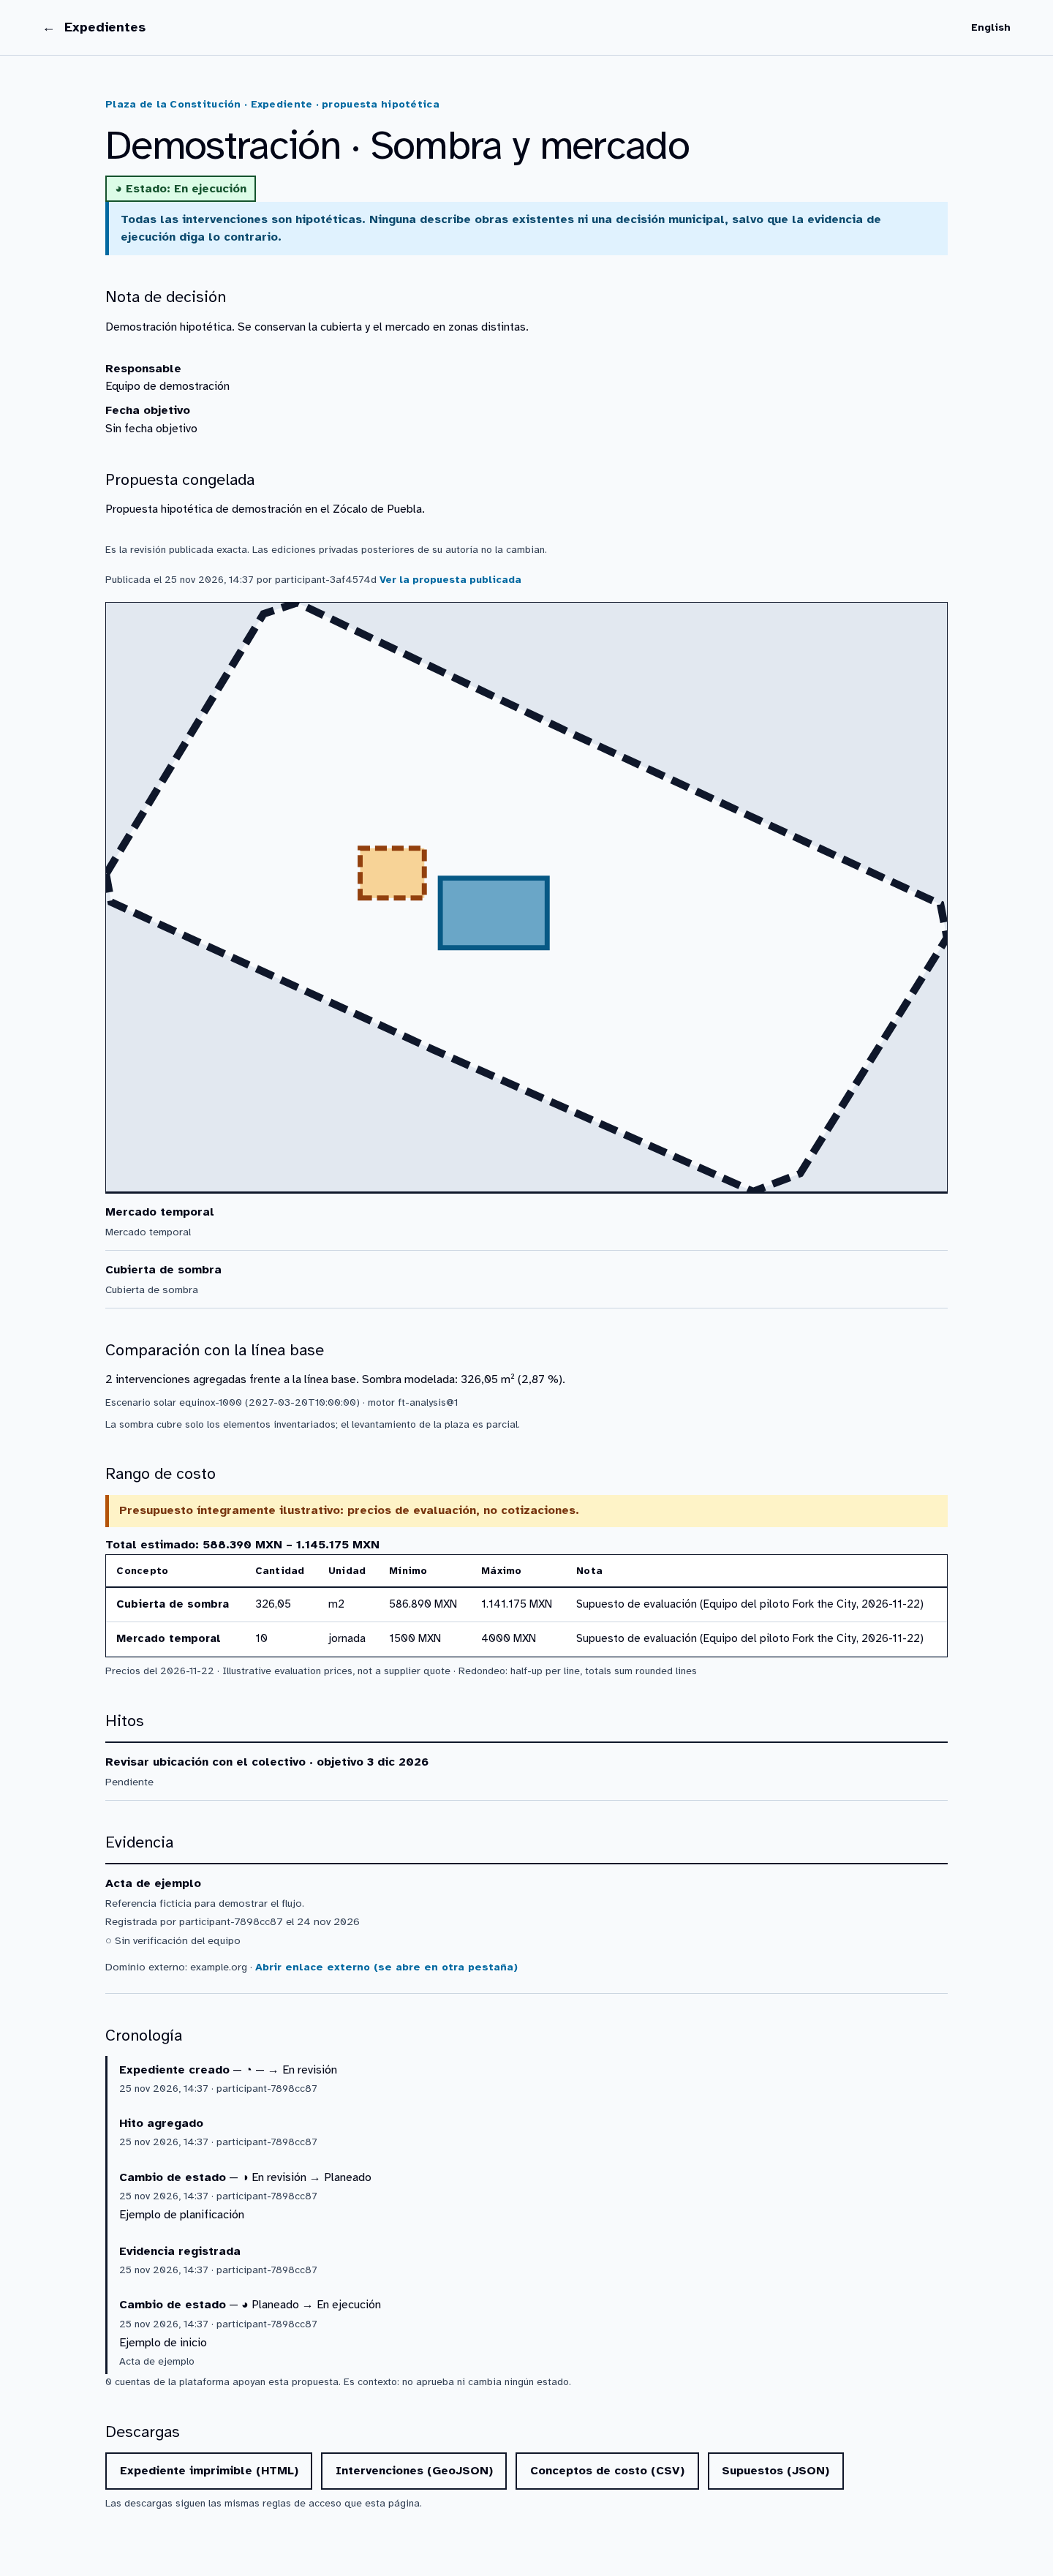 ← Expedientes
English
Plaza de la Constitución · Expediente · propuesta hipotética
Demostración · Sombra y mercado
Estado: En ejecución
Todas las intervenciones son hipotéticas. Ninguna describe obras existentes ni una decisión municipal, salvo que la evidencia de
ejecución diga lo contrario.
Nota de decisión
Demostración hipotética. Se conservan la cubierta y el mercado en zonas distintas.
Responsable
Equipo de demostración
Fecha objetivo
Sin fecha objetivo
Propuesta congelada
Propuesta hipotética de demostración en el Zócalo de Puebla.
Es la revisión publicada exacta. Las ediciones privadas posteriores de su autoría no la cambian.
Publicada el 25 nov 2026, 14:37 por participant-3af4574d Ver la propuesta publicada
Mercado temporal
Mercado temporal
Cubierta de sombra
Cubierta de sombra
Comparación con la línea base
2 intervenciones agregadas frente a la línea base. Sombra modelada: 326,05 m² (2,87 %).
Escenario solar equinox-1000 (2027-03-20T10:00:00) · motor ft-analysis@1
La sombra cubre solo los elementos inventariados; el levantamiento de la plaza es parcial.
Rango de costo
Presupuesto íntegramente ilustrativo: precios de evaluación, no cotizaciones.
Total estimado: 588.390 MXN – 1.145.175 MXN
Concepto Cantidad Unidad Mínimo Máximo Nota
Cubierta de sombra 326,05 m2 586.890 MXN 1.141.175 MXN Supuesto de evaluación (Equipo del piloto Fork the City, 2026-11-22)
Mercado temporal 10 jornada 1500 MXN 4000 MXN Supuesto de evaluación (Equipo del piloto Fork the City, 2026-11-22)
Precios del 2026-11-22 · Illustrative evaluation prices, not a supplier quote · Redondeo: half-up per line, totals sum rounded lines
Hitos
Revisar ubicación con el colectivo · objetivo 3 dic 2026
Pendiente
Evidencia
Acta de ejemplo
Referencia ficticia para demostrar el flujo.
Registrada por participant-7898cc87 el 24 nov 2026
○ Sin verificación del equipo
Dominio externo: example.org · Abrir enlace externo (se abre en otra pestaña)
Cronología
Expediente creado — ◔ — → En revisión
25 nov 2026, 14:37 · participant-7898cc87
Hito agregado
25 nov 2026, 14:37 · participant-7898cc87
Cambio de estado — ◑ En revisión → Planeado
25 nov 2026, 14:37 · participant-7898cc87
Ejemplo de planificación
Evidencia registrada
25 nov 2026, 14:37 · participant-7898cc87
Cambio de estado — ◕ Planeado → En ejecución
25 nov 2026, 14:37 · participant-7898cc87
Ejemplo de inicio
Acta de ejemplo
0 cuentas de la plataforma apoyan esta propuesta. Es contexto: no aprueba ni cambia ningún estado.
Descargas
Expediente imprimible (HTML)
Intervenciones (GeoJSON)
Conceptos de costo (CSV)
Supuestos (JSON)
Las descargas siguen las mismas reglas de acceso que esta página.